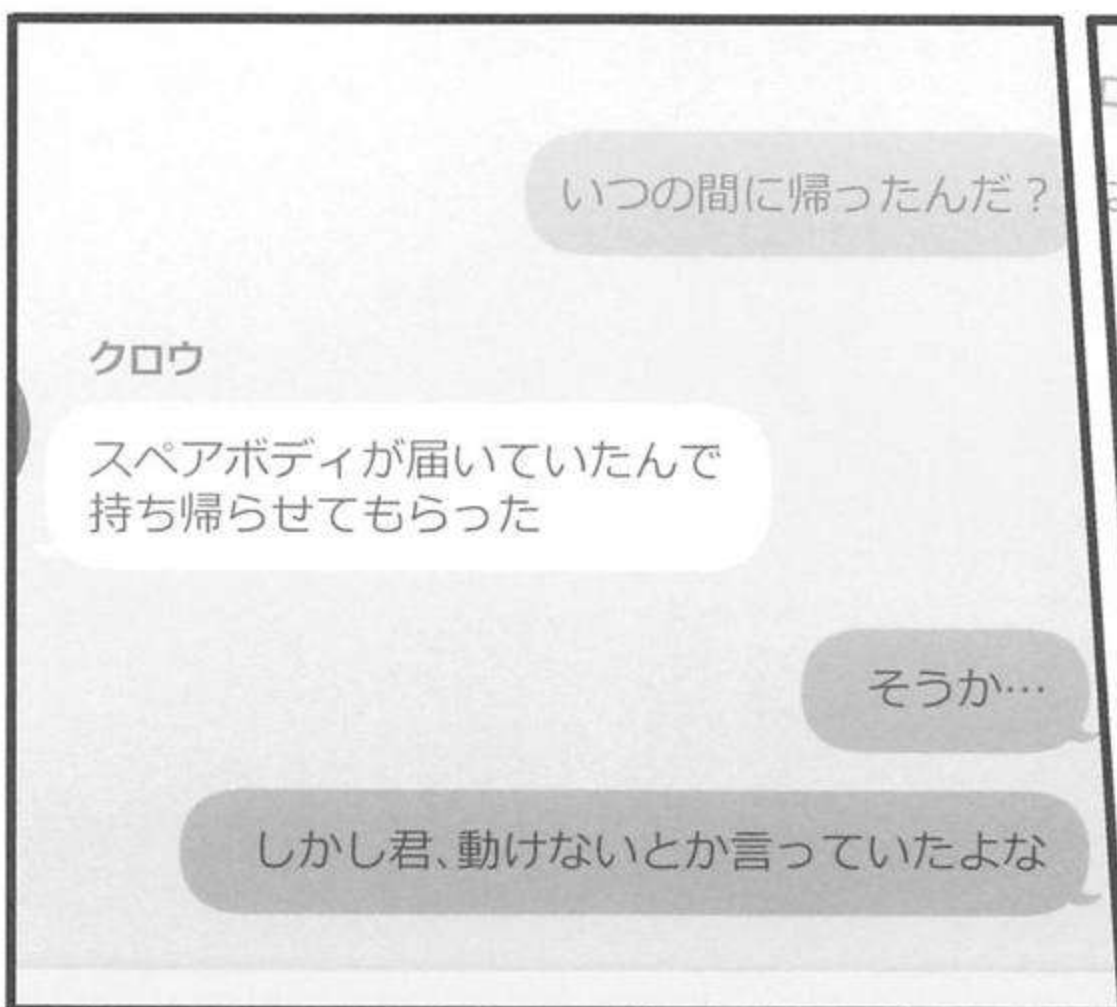 いつの間に帰ったんだ？
クロウ
スペアボディが届いていたんで
持ち帰らせてもらった
そうか…
しかし君、動けないとか言っていたよな